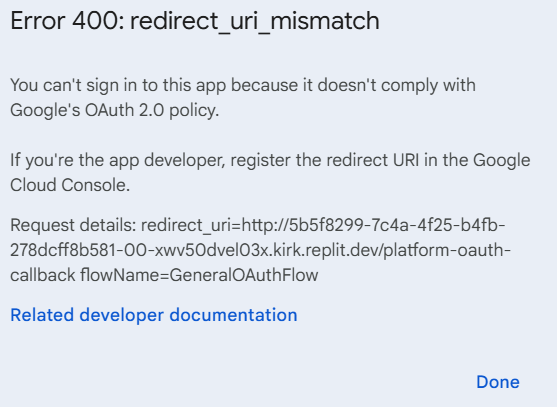 Error 400: redirect_uri_mismatch
You can't sign in to this app because it doesn't comply with
Google's OAuth 2.0 policy.
If you're the app developer, register the redirect URI in the Google
Cloud Console.
Request details: redirect_uri=http://5b5f8299-7c4a-4f25-b4fb-
278dcff8b581-00-xwv50dvel03x.kirk.replit.dev/platform-oauth-
callback flowName=GeneralOAuthFlow
Related developer documentation
Done